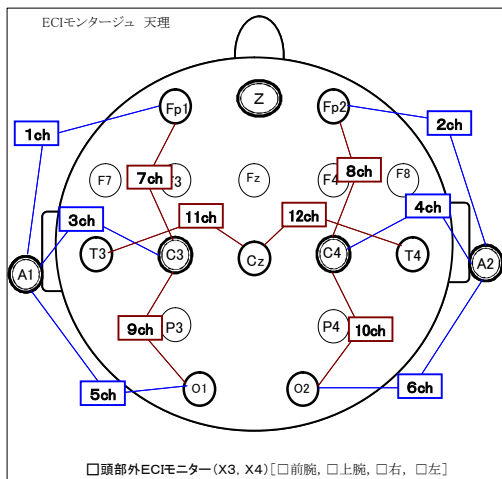 ECIモンタージュ 天理
Fp1 Z Fp2
1ch 2ch
F7 7ch F3 Fz F4 8ch F8
3ch 11ch 12ch 4ch
A1 T3 C3 Cz C4 T4 A2
9ch P3 P4 10ch
5ch O1 O2 6ch
□頭部外ECIモニター(X3, X4)[□前腕, □上腕, □右, □左]